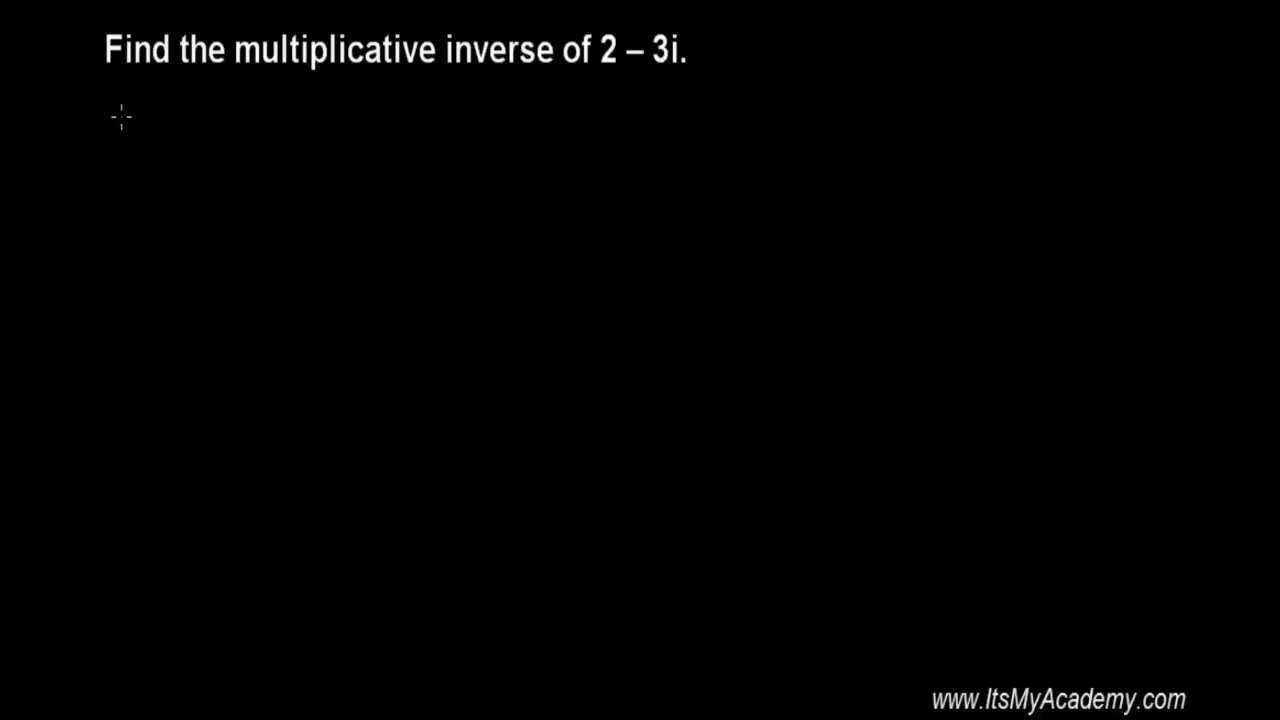 Find the multiplicative inverse of 2 – 3i.
www.ItsMyAcademy.com